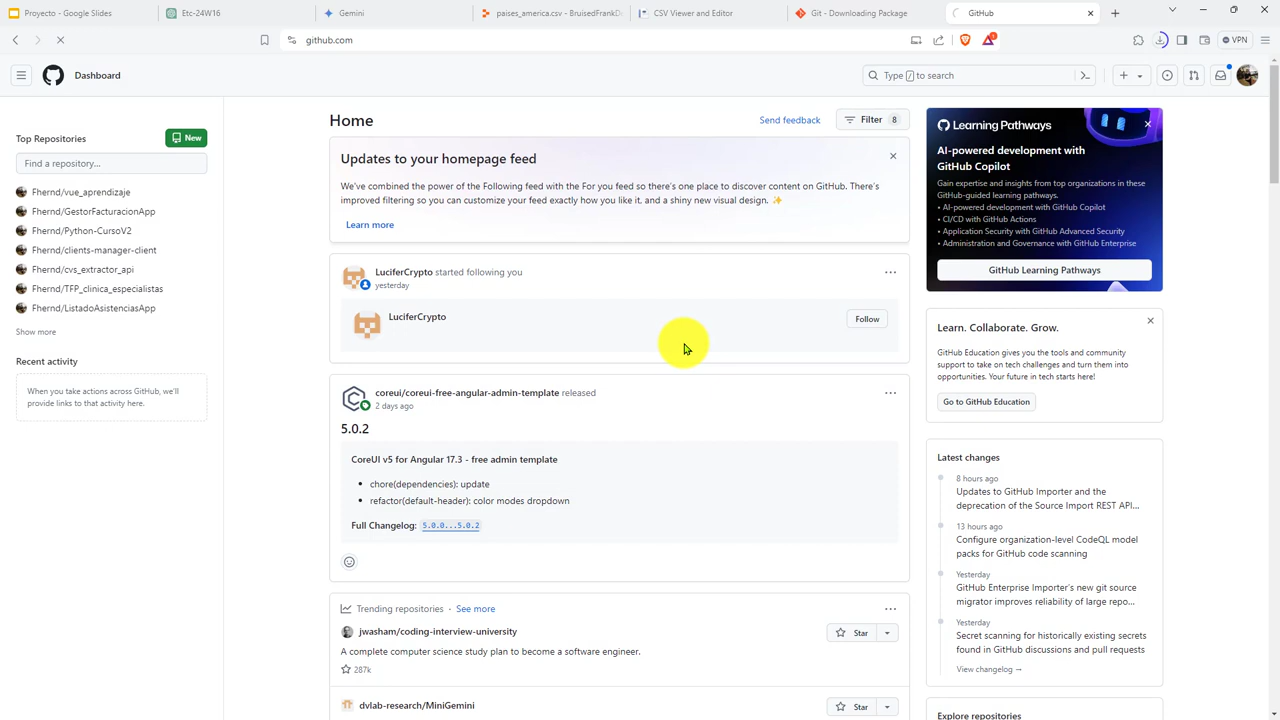 Proyecto - Google Slides
Etc-24W16
Gemini
paises_america.csv - BruisedFrankDa
CSV Viewer and Editor
Git - Downloading Package
GitHub
github.com
VPN
Dashboard
Type / to search
Top Repositories
New
Find a repository...
Fhernd/vue_aprendizaje
Fhernd/GestorFacturacionApp
Fhernd/Python-CursoV2
Fhernd/clients-manager-client
Fhernd/cvs_extractor_api
Fhernd/TFP_clinica_especialistas
Fhernd/ListadoAsistenciasApp
Show more
Recent activity
When you take actions across GitHub, we'll
provide links to that activity here.
Home
Send feedback
Filter 8
Updates to your homepage feed
We've combined the power of the Following feed with the For you feed so there's one place to discover content on GitHub. There's
improved filtering so you can customize your feed exactly how you like it, and a shiny new visual design. ✨
Learn more
LuciferCrypto started following you
yesterday
LuciferCrypto
Follow
coreui/coreui-free-angular-admin-template released
2 days ago
5.0.2
CoreUI v5 for Angular 17.3 - free admin template
• chore(dependencies): update
• refactor(default-header): color modes dropdown
Full Changelog: 5.0.0...5.0.2
Trending repositories · See more
jwasham/coding-interview-university
Star
A complete computer science study plan to become a software engineer.
287k
dvlab-research/MiniGemini
Star
Learning Pathways
AI-powered development with
GitHub Copilot
Gain expertise and insights from top organizations in these
GitHub-guided learning pathways.
• AI-powered development with GitHub Copilot
• CI/CD with GitHub Actions
• Application Security with GitHub Advanced Security
• Administration and Governance with GitHub Enterprise
GitHub Learning Pathways
Learn. Collaborate. Grow.
GitHub Education gives you the tools and community
support to take on tech challenges and turn them into
opportunities. Your future in tech starts here!
Go to GitHub Education
Latest changes
8 hours ago
Updates to GitHub Importer and the
deprecation of the Source Import REST API...
13 hours ago
Configure organization-level CodeQL model
packs for GitHub code scanning
Yesterday
GitHub Enterprise Importer's new git source
migrator improves reliability of large repo...
Yesterday
Secret scanning for historically existing secrets
found in GitHub discussions and pull requests
View changelog →
Explore repositories